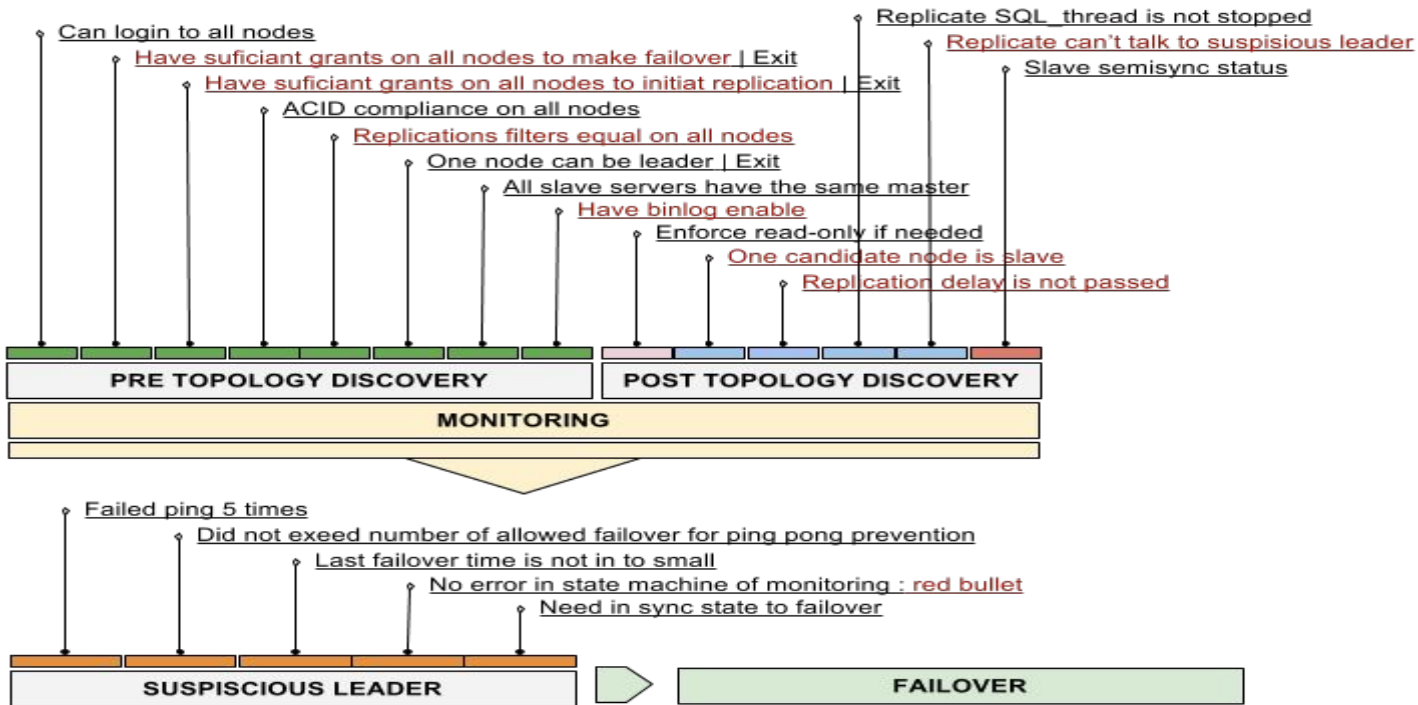 Replicate SQL_thread is not stopped
Can login to all nodes
Replicate can't talk to suspisious leader
Have suficiant grants on all nodes to make failover | Exit
Slave semisync status
Have suficiant grants on all nodes to initiat replication | Exit
ACID compliance on all nodes
Replications filters equal on all nodes
One node can be leader | Exit
All slave servers have the same master
Have binlog enable
Enforce read-only if needed
One candidate node is slave
Replication delay is not passed
PRE TOPOLOGY DISCOVERY
POST TOPOLOGY DISCOVERY
MONITORING
Failed ping 5 times
Did not exeed number of allowed failover for ping pong prevention
Last failover time is not in to small
No error in state machine of monitoring : red bullet
Need in sync state to failover
SUSPISCIOUS LEADER
FAILOVER